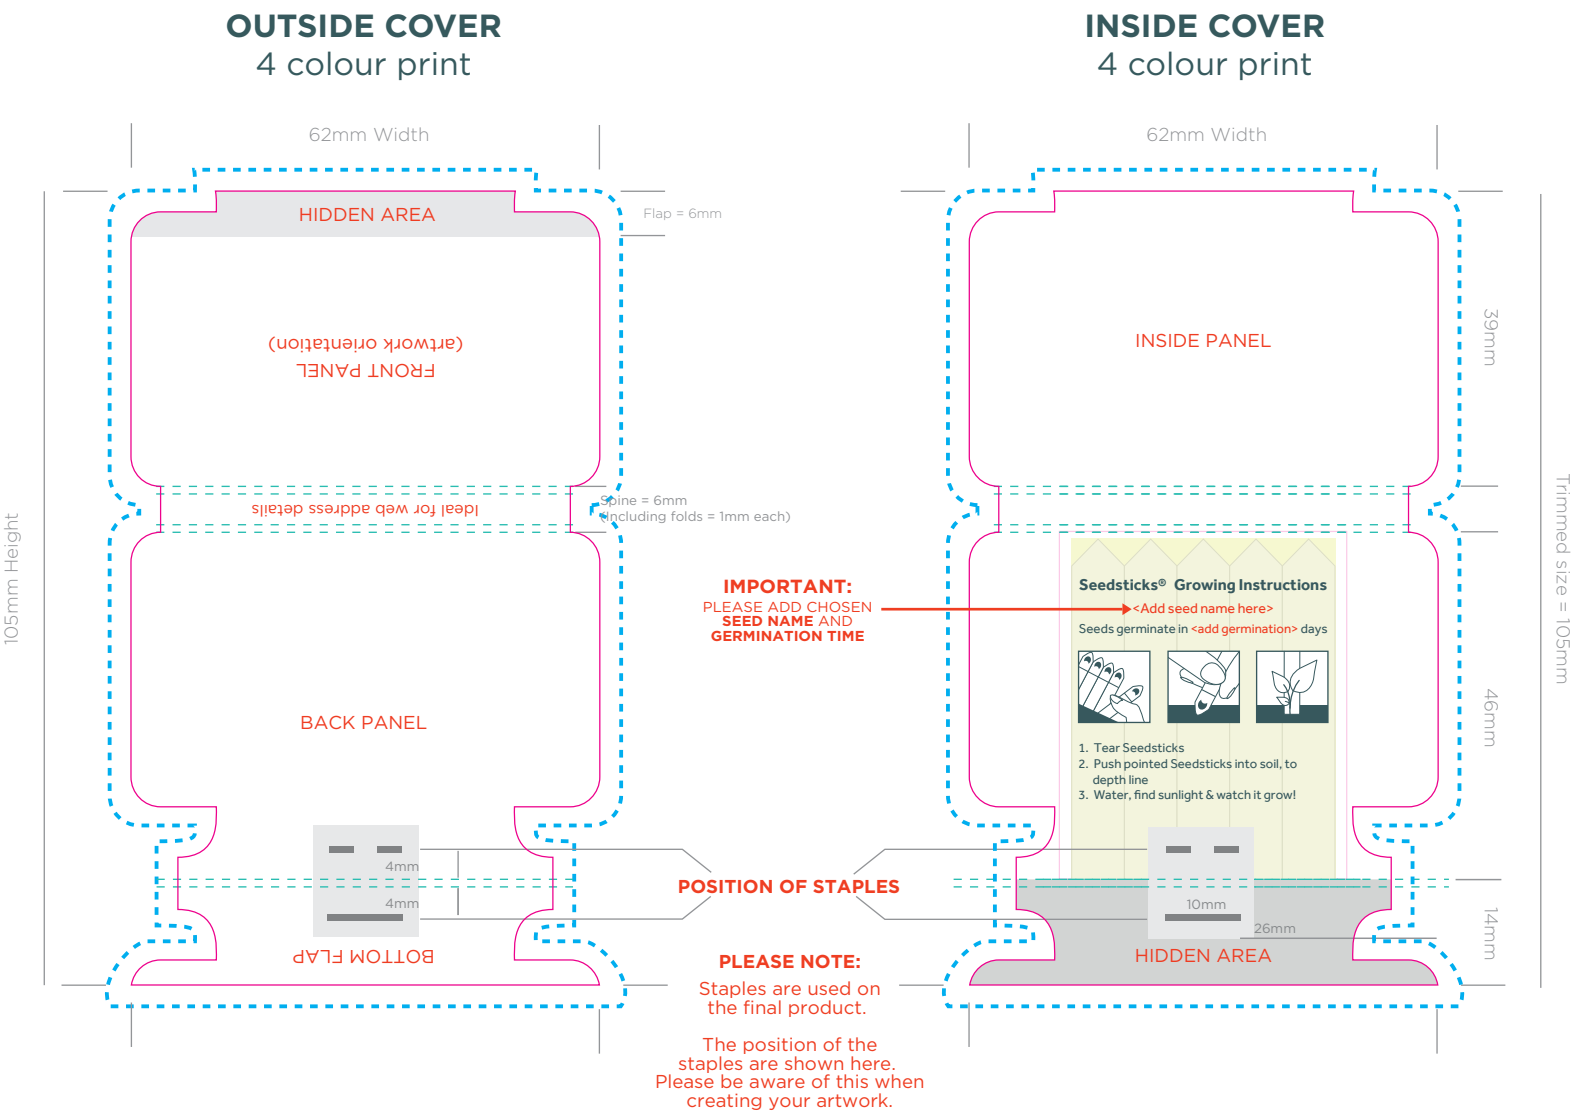 OUTSIDE COVER
4 colour print
INSIDE COVER
4 colour print
62mm Width
62mm Width
HIDDEN AREA
Flap = 6mm
FRONT PANEL
(artwork orientation)
INSIDE PANEL
39mm
Ideal for web address details
Spine = 6mm
(Including folds = 1mm each)
105mm Height
Trimmed size = 105mm
IMPORTANT:
PLEASE ADD CHOSEN
SEED NAME AND
GERMINATION TIME
Seedsticks® Growing Instructions
<Add seed name here>
Seeds germinate in <add germination> days
1. Tear Seedsticks
2. Push pointed Seedsticks into soil, to
depth line
3. Water, find sunlight & watch it grow!
46mm
BACK PANEL
4mm
4mm
POSITION OF STAPLES
10mm
26mm
14mm
BOTTOM FLAP
HIDDEN AREA
PLEASE NOTE:
Staples are used on
the final product.
The position of the
staples are shown here.
Please be aware of this when
creating your artwork.